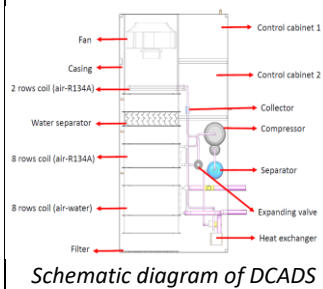 Fan
Casing
2 rows coil (air-R134A)
Water separator
8 rows coil (air-R134A)
8 rows coil (air-water)
Filter
Control cabinet 1
Control cabinet 2
Collector
Compressor
Separator
Expanding valve
Heat exchanger
Schematic diagram of DCADS